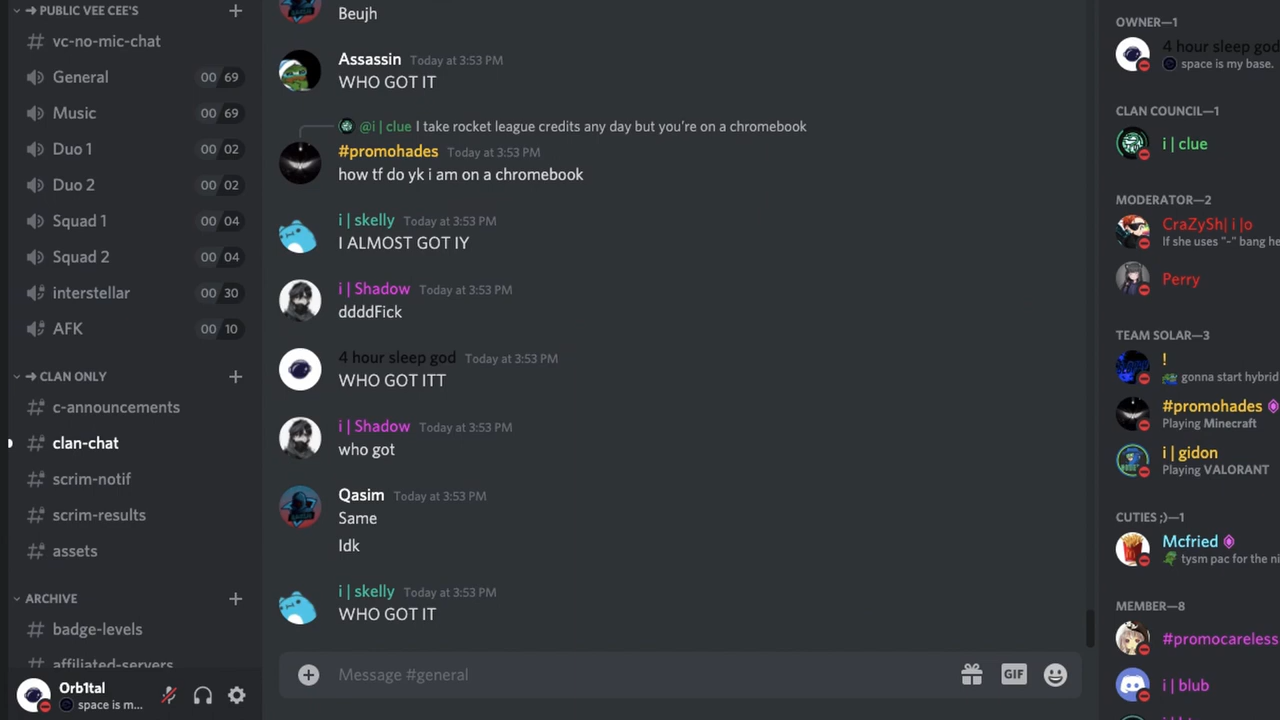 → PUBLIC VEE CEE'S
vc-no-mic-chat
General 00 69
Music 00 69
Duo 1 00 02
Duo 2 00 02
Squad 1 00 04
Squad 2 00 04
interstellar 00 30
AFK 00 10
→ CLAN ONLY
c-announcements
clan-chat
scrim-notif
scrim-results
assets
ARCHIVE
badge-levels
affiliated-servers
Orb1tal
space is m...
Beujh
Assassin Today at 3:53 PM
WHO GOT IT
@i | clue I take rocket league credits any day but you're on a chromebook
#promohades Today at 3:53 PM
how tf do yk i am on a chromebook
i | skelly Today at 3:53 PM
I ALMOST GOT IY
i | Shadow Today at 3:53 PM
ddddFick
4 hour sleep god Today at 3:53 PM
WHO GOT ITT
i | Shadow Today at 3:53 PM
who got
Qasim Today at 3:53 PM
Same
Idk
i | skelly Today at 3:53 PM
WHO GOT IT
Message #general
GIF
OWNER—1
4 hour sleep god
space is my base.
CLAN COUNCIL—1
i | clue
MODERATOR—2
CraZySh| i |o
If she uses "-" bang he
Perry
TEAM SOLAR—3
!
gonna start hybrid
#promohades
Playing Minecraft
i | gidon
Playing VALORANT
CUTIES ;)—1
Mcfried
tysm pac for the ni
MEMBER—8
#promocareless
i | blub